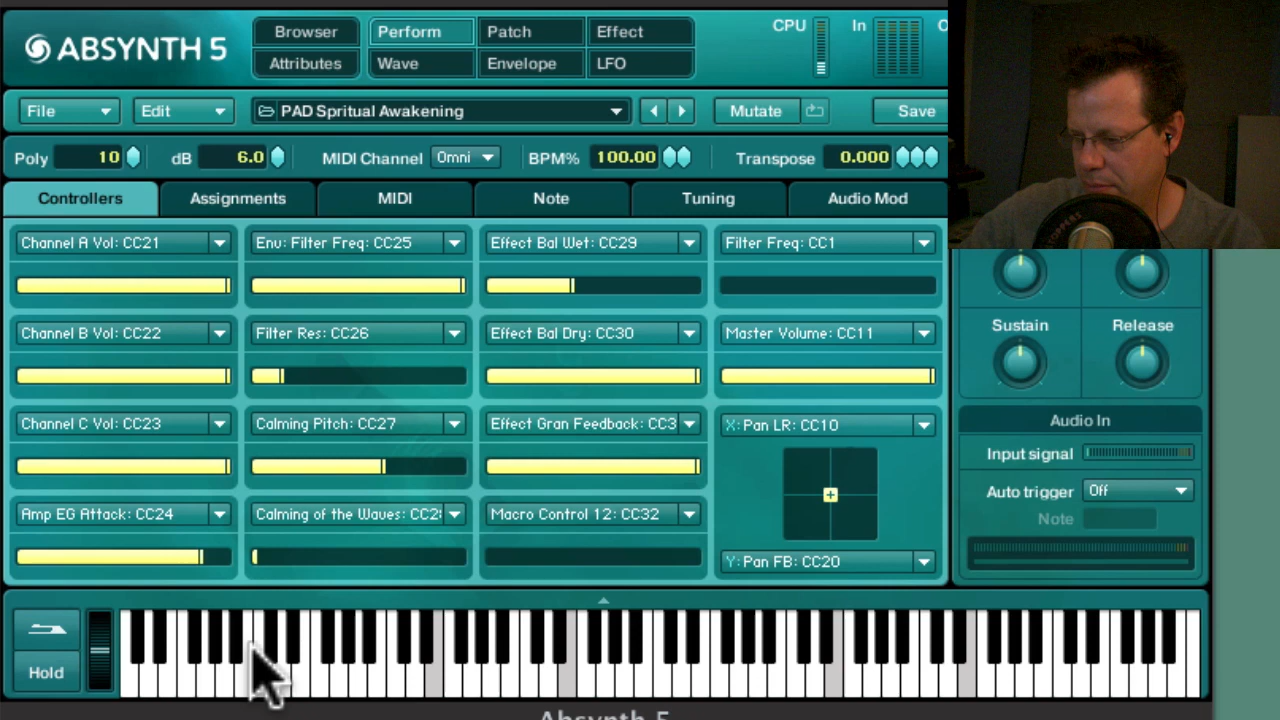 ABSYNTH 5
Browser Perform Patch Effect
Attributes Wave Envelope LFO
CPU In
File Edit PAD Spritual Awakening Mutate Save
Poly 10 dB 6.0 MIDI Channel Omni BPM% 100.00 Transpose 0.000
Controllers Assignments MIDI Note Tuning Audio Mod
Channel A Vol: CC21 Env: Filter Freq: CC25 Effect Bal Wet: CC29 Filter Freq: CC1
Channel B Vol: CC22 Filter Res: CC26 Effect Bal Dry: CC30 Master Volume: CC11
Sustain Release
Channel C Vol: CC23 Calming Pitch: CC27 Effect Gran Feedback: CC3 X: Pan LR: CC10
Audio In
Input signal
Auto trigger Off
Note
Amp EG Attack: CC24 Calming of the Waves: Macro Control 12: CC32
Y: Pan FB: CC20
Hold
Absynth 5